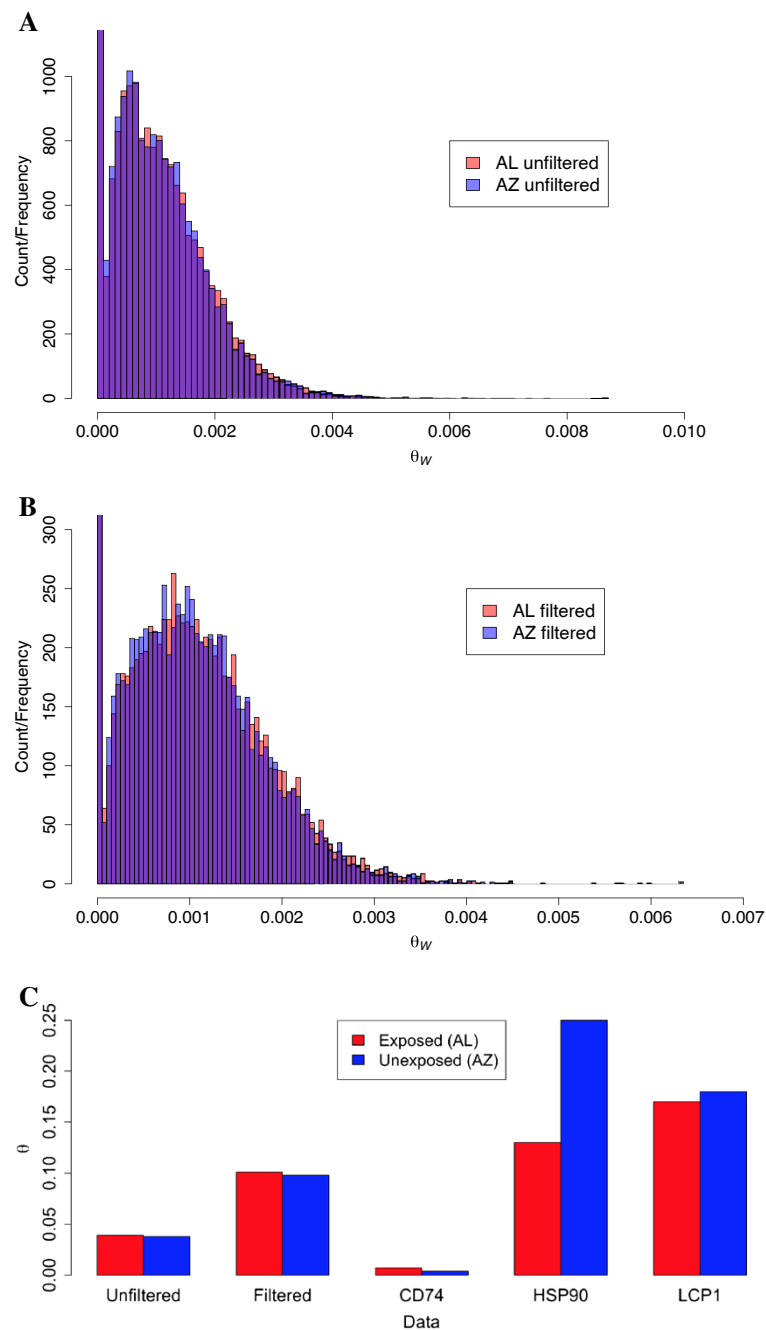 A
Count/Frequency
1000
800
600
400
200
0
AL unfiltered
AZ unfiltered
0.000 0.002 0.004 0.006 0.008 0.010
θW
B
Count/Frequency
300
250
200
150
100
50
0
AL filtered
AZ filtered
0.000 0.001 0.002 0.003 0.004 0.005 0.006 0.007
θW
C
θ
0.25
0.20
0.15
0.10
0.05
0.00
Exposed (AL)
Unexposed (AZ)
Unfiltered Filtered CD74 HSP90 LCP1
Data